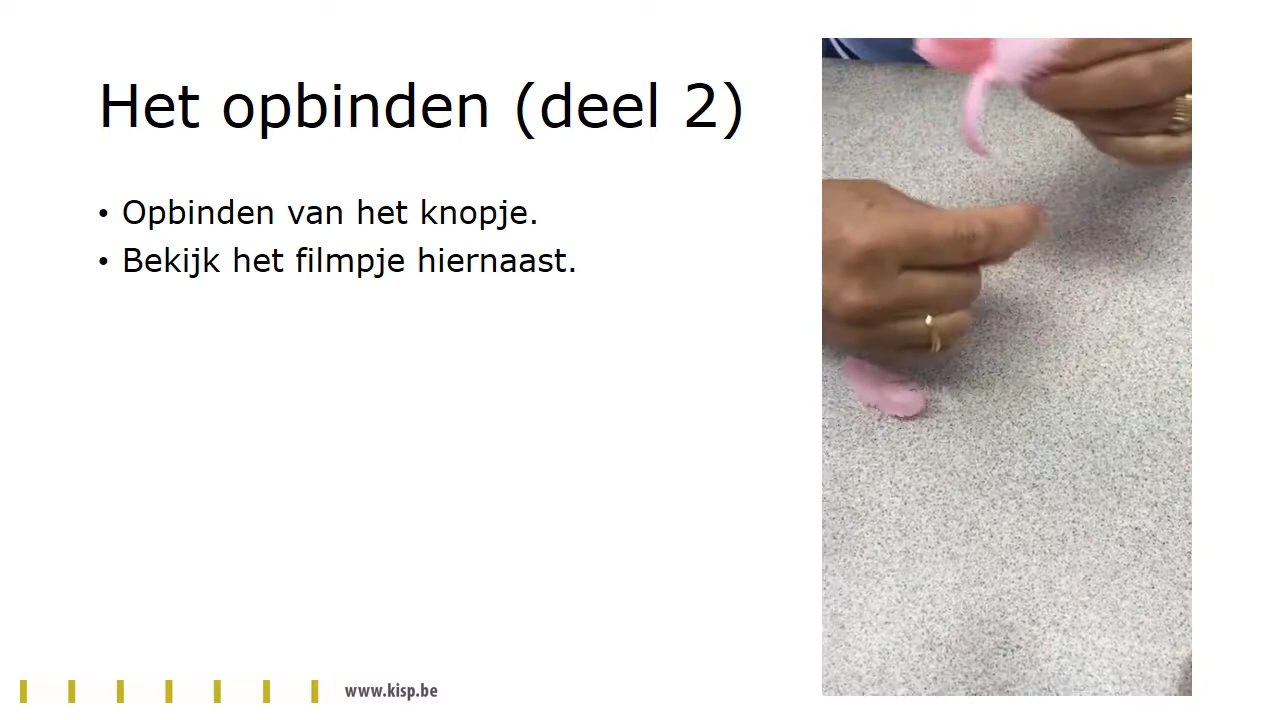 Het opbinden (deel 2)
• Opbinden van het knopje.
• Bekijk het filmpje hiernaast.
www.kisp.be